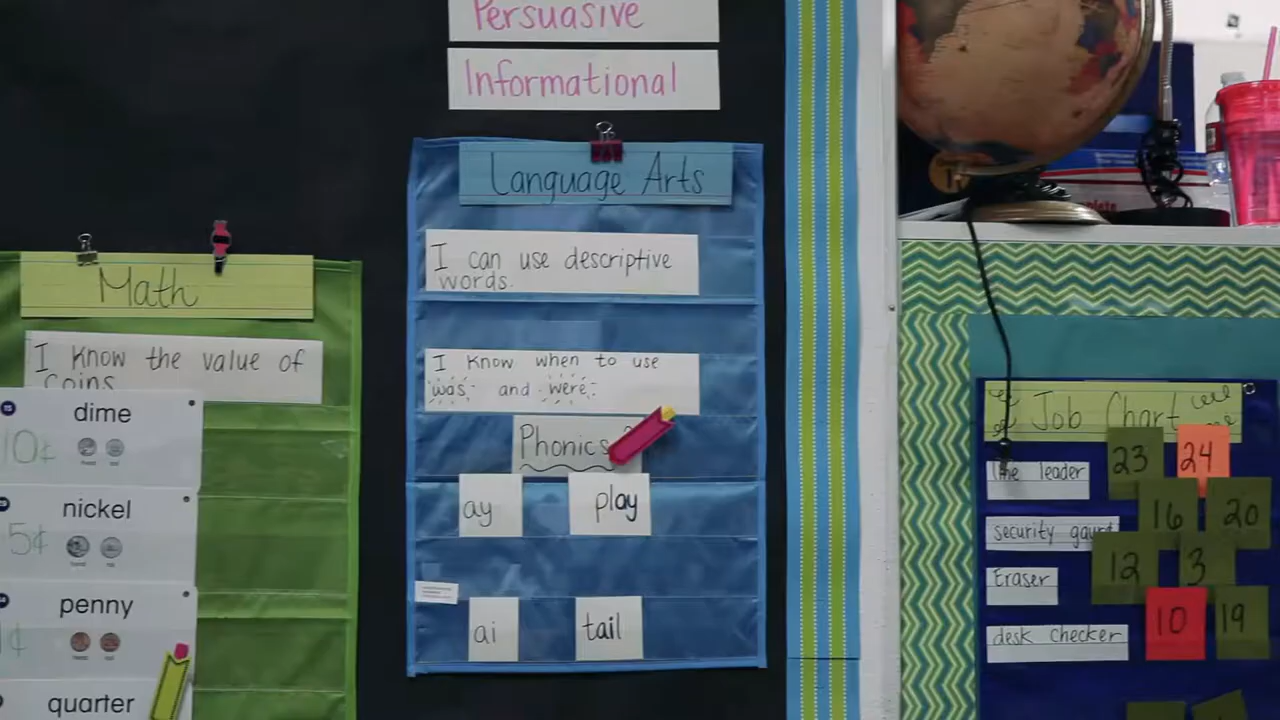 Persuasive
Informational
Language Arts
I can use descriptive
words.
I know when to use
was and were
Phonics
ay
play
ai
tail
Math
I know the value of
coins
dime
10¢
nickel
5¢
penny
1¢
quarter
Job Chart
line leader
23
24
16
20
security gaurd
12
3
Eraser
10
19
desk checker